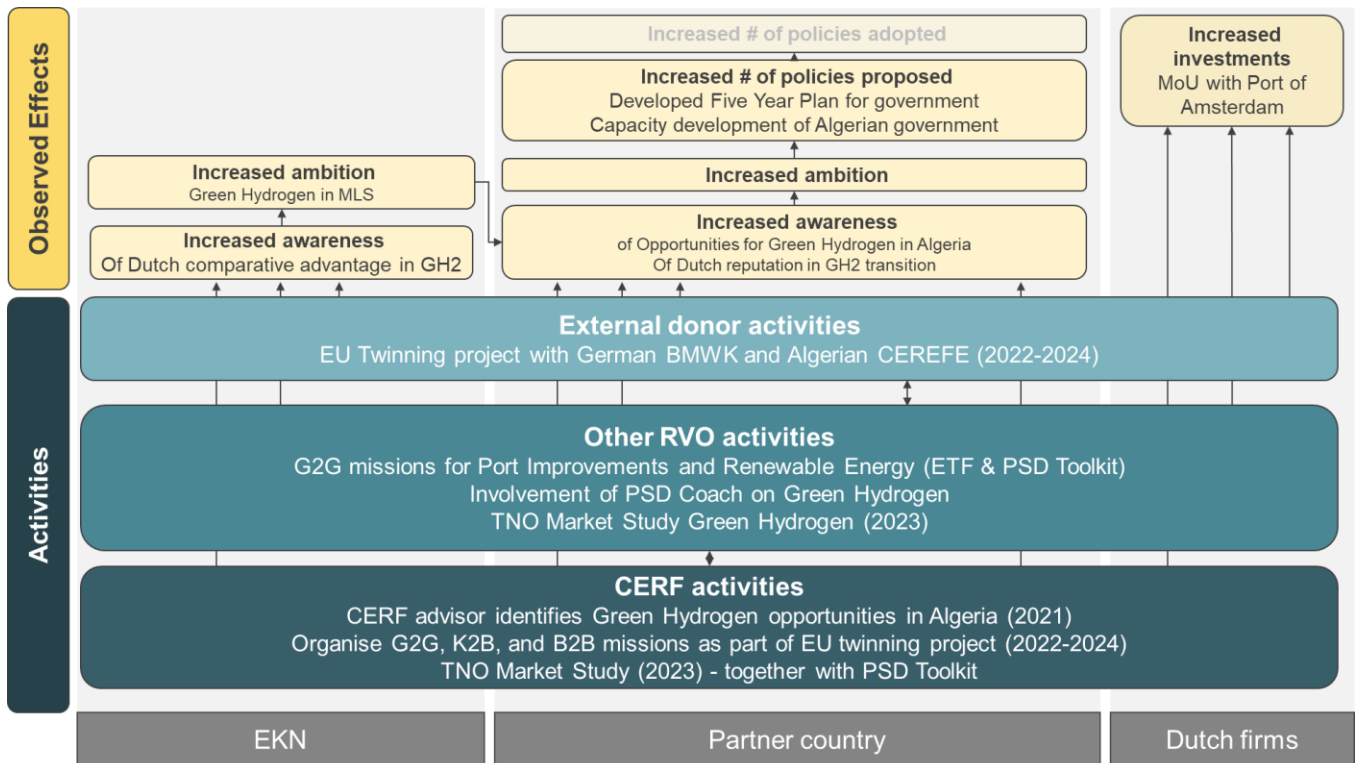 Observed Effects
Increased # of policies adopted
Increased # of policies proposed
Developed Five Year Plan for government
Capacity development of Algerian government
Increased
investments
MoU with Port of
Amsterdam
Increased ambition
Green Hydrogen in MLS
Increased ambition
Increased awareness
Of Dutch comparative advantage in GH2
Increased awareness
of Opportunities for Green Hydrogen in Algeria
Of Dutch reputation in GH2 transition
Activities
External donor activities
EU Twinning project with German BMWK and Algerian CEREFE (2022-2024)
Other RVO activities
G2G missions for Port Improvements and Renewable Energy (ETF & PSD Toolkit)
Involvement of PSD Coach on Green Hydrogen
TNO Market Study Green Hydrogen (2023)
CERF activities
CERF advisor identifies Green Hydrogen opportunities in Algeria (2021)
Organise G2G, K2B, and B2B missions as part of EU twinning project (2022-2024)
TNO Market Study (2023) - together with PSD Toolkit
EKN
Partner country
Dutch firms